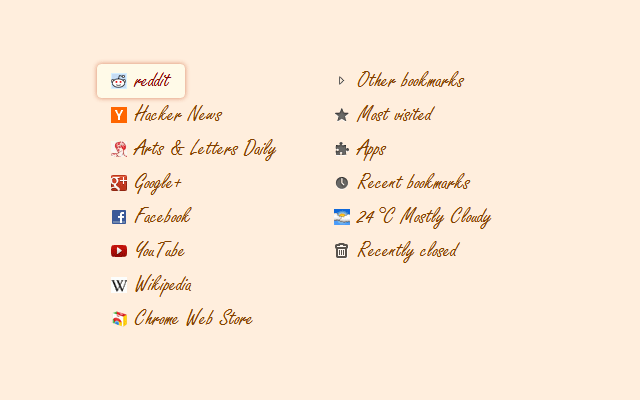 reddit
Hacker News
Arts & Letters Daily
Google+
Facebook
YouTube
Wikipedia
Chrome Web Store
Other bookmarks
Most visited
Apps
Recent bookmarks
24 °C Mostly Cloudy
Recently closed